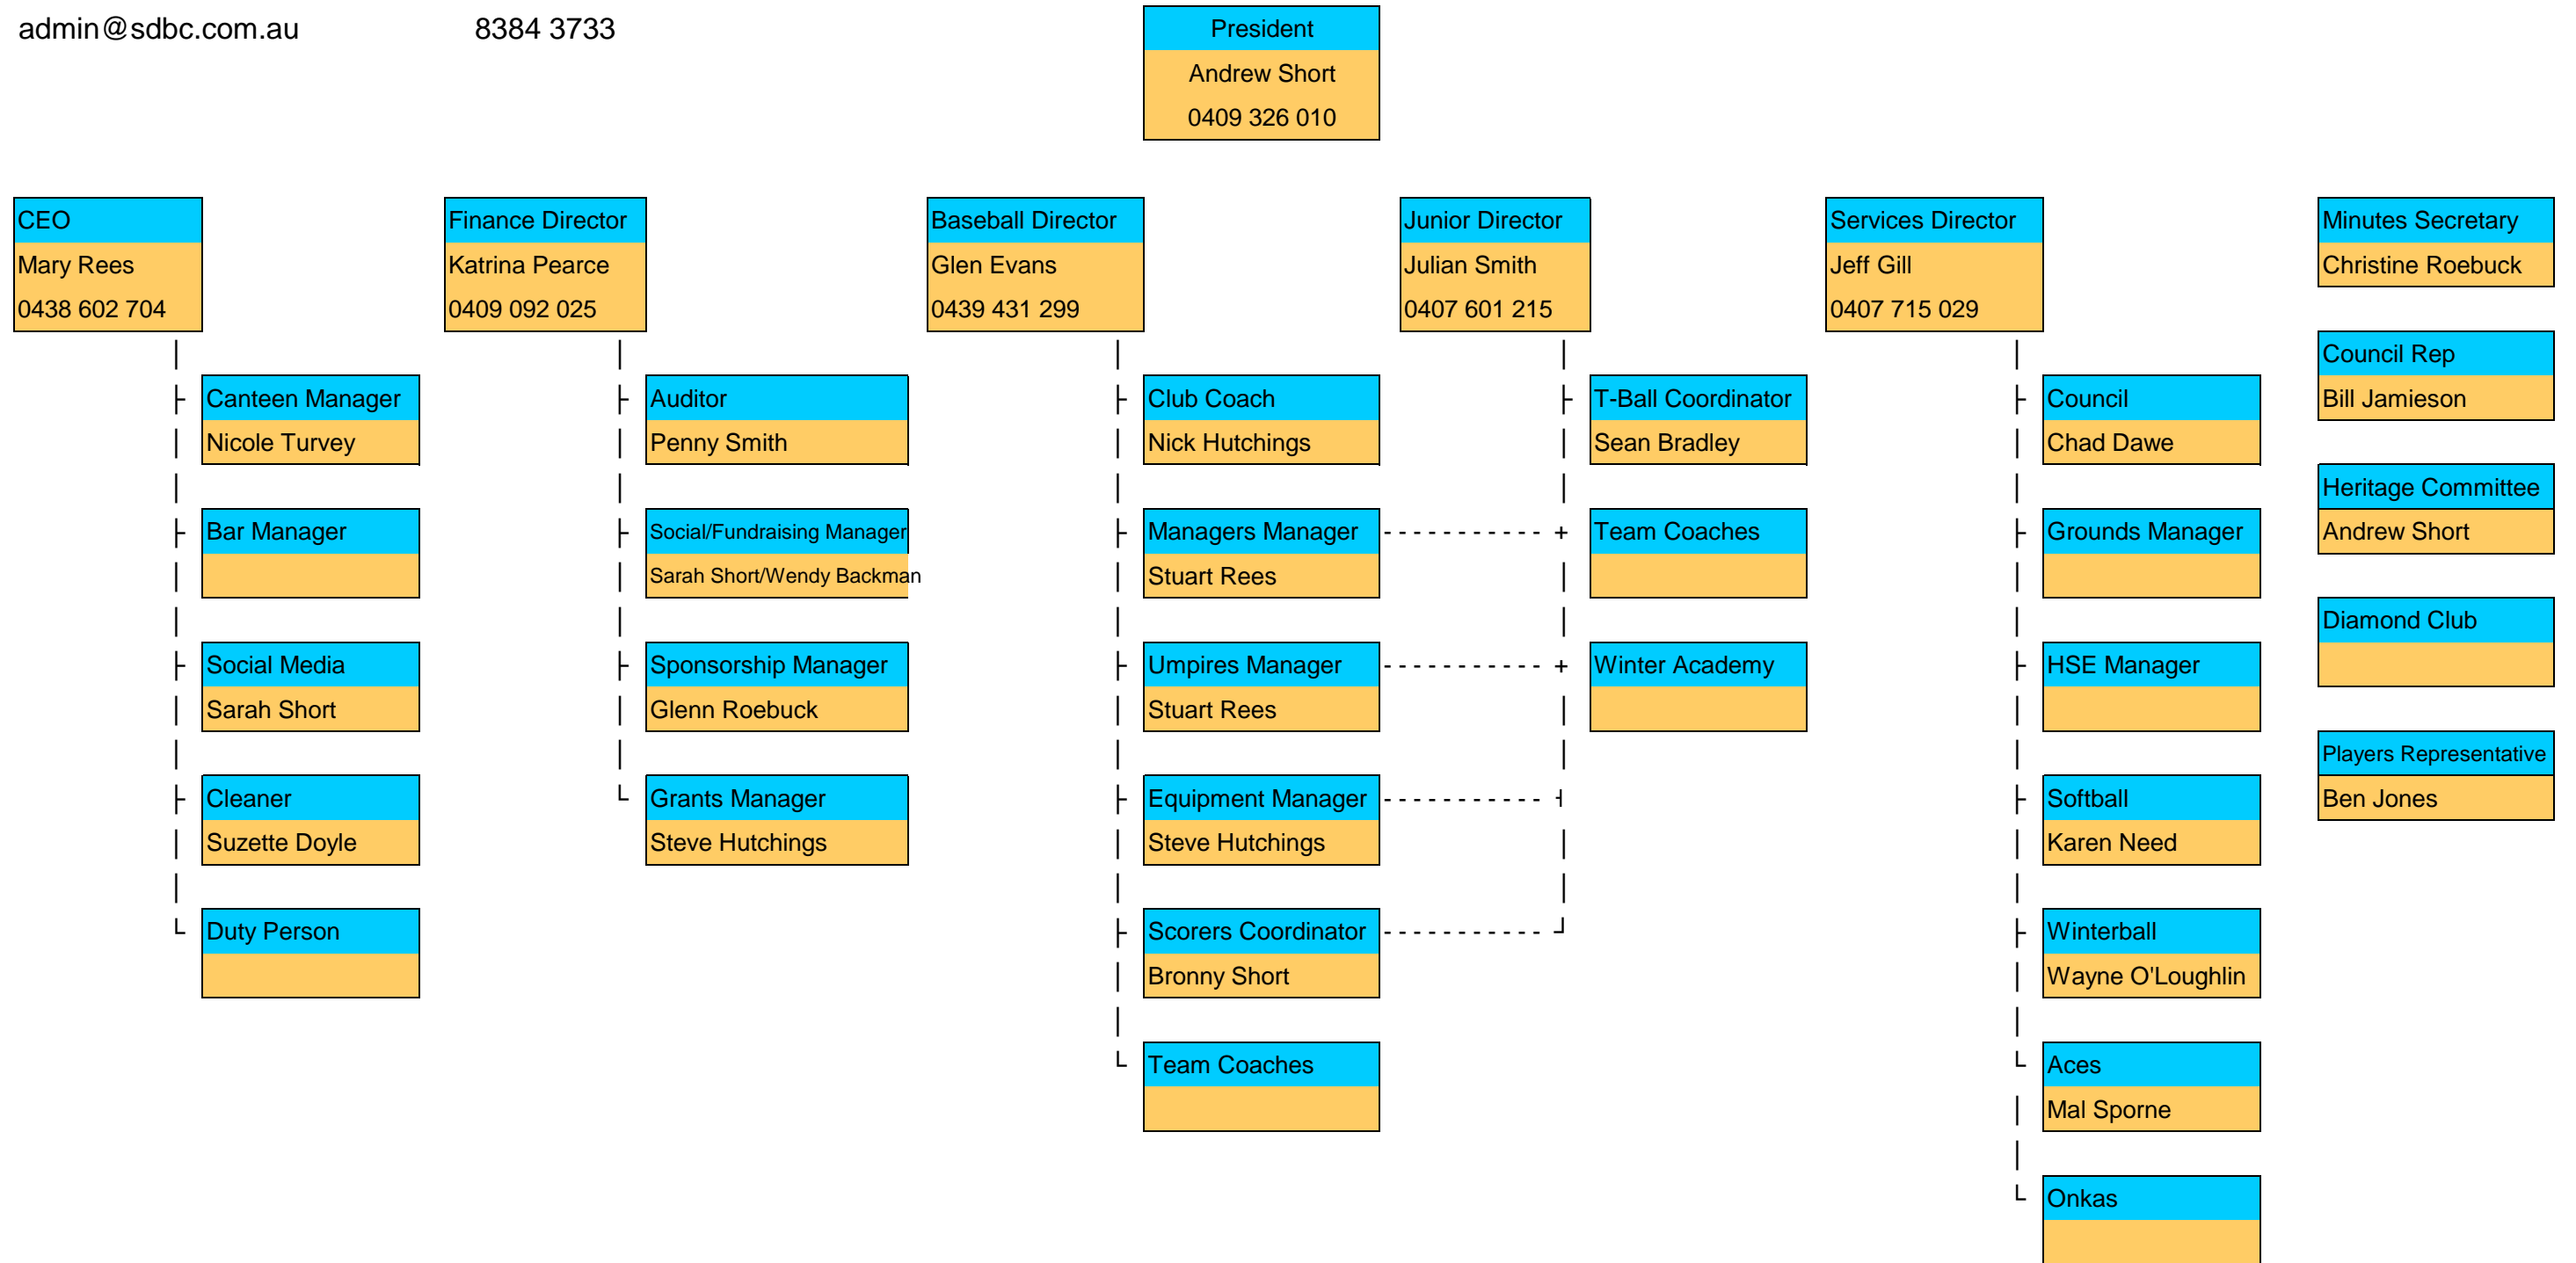 admin@sdbc.com.au 8384 3733
President
Andrew Short
0409 326 010
CEO
Mary Rees
0438 602 704
Canteen Manager
Nicole Turvey
Bar Manager
Social Media
Sarah Short
Cleaner
Suzette Doyle
Duty Person
Finance Director
Katrina Pearce
0409 092 025
Auditor
Penny Smith
Social/Fundraising Manager
Sarah Short/Wendy Backman
Sponsorship Manager
Glenn Roebuck
Grants Manager
Steve Hutchings
Baseball Director
Glen Evans
0439 431 299
Club Coach
Nick Hutchings
Managers Manager
Stuart Rees
Umpires Manager
Stuart Rees
Equipment Manager
Steve Hutchings
Scorers Coordinator
Bronny Short
Team Coaches
Junior Director
Julian Smith
0407 601 215
T-Ball Coordinator
Sean Bradley
Team Coaches
Winter Academy
Services Director
Jeff Gill
0407 715 029
Council
Chad Dawe
Grounds Manager
HSE Manager
Softball
Karen Need
Winterball
Wayne O'Loughlin
Aces
Mal Sporne
Onkas
Minutes Secretary
Christine Roebuck
Council Rep
Bill Jamieson
Heritage Committee
Andrew Short
Diamond Club
Players Representative
Ben Jones